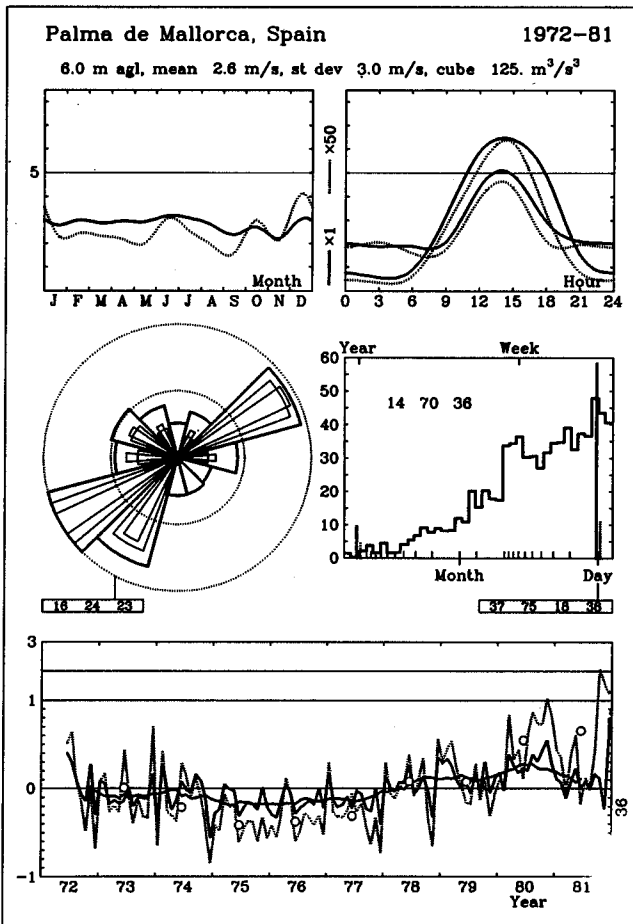 Palma de Mallorca, Spain 1972-81
6.0 m agl, mean 2.6 m/s, st dev 3.0 m/s, cube 125. m³/s³
5
×1 ×50
Month Hour
J F M A M J J A S O N D
0 3 6 9 12 15 18 21 24
Year Week
60
50
40
30
20
10
0
14 70 36
Month Day
16 24 23
37 75 18 38
3
1
0
-1
36
72 73 74 75 76 77 78 79 80 81
Year